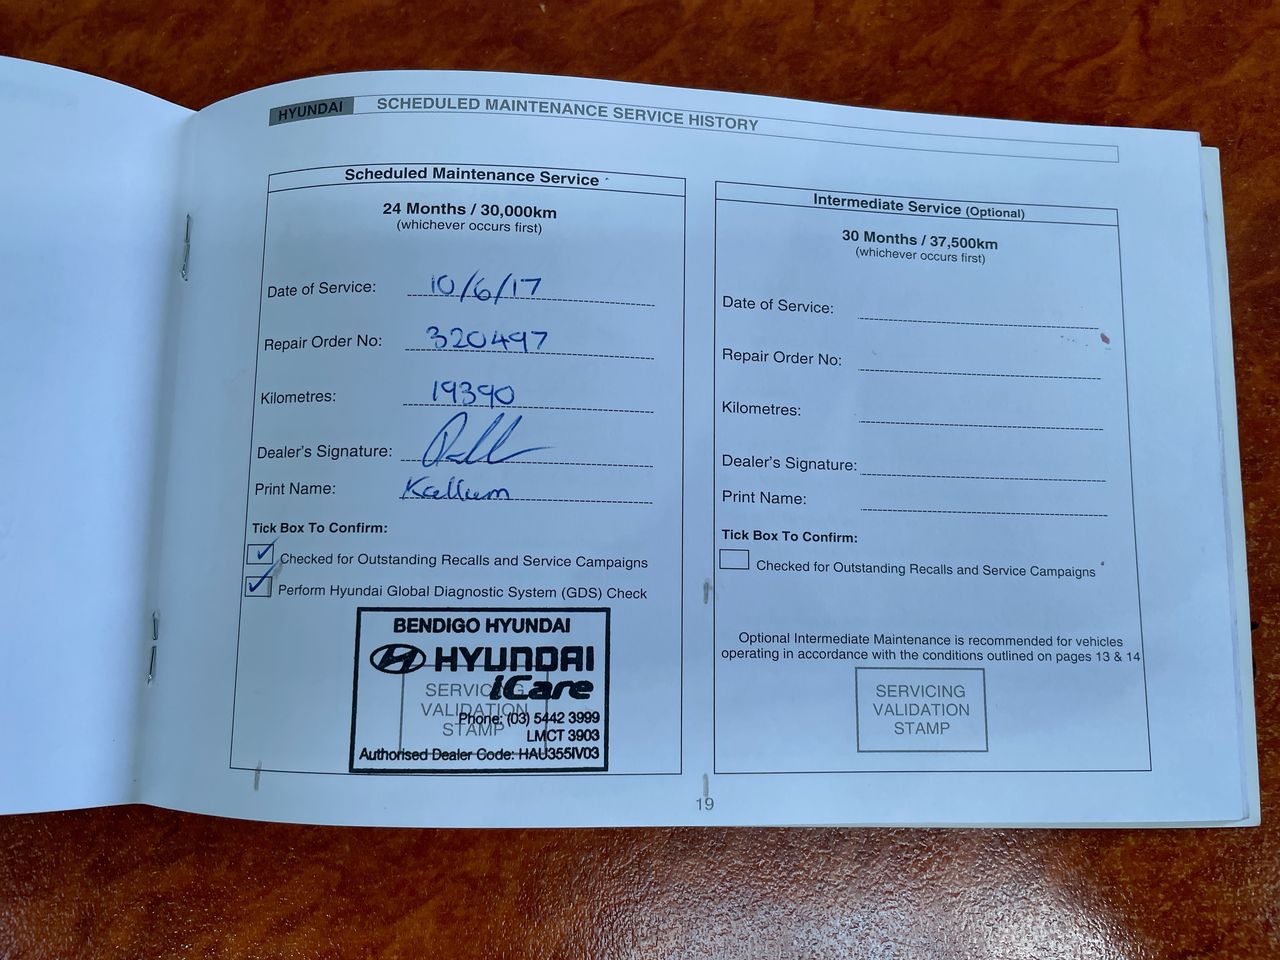 HYUNDAI SCHEDULED MAINTENANCE SERVICE HISTORY
Scheduled Maintenance Service
24 Months / 30,000km
(whichever occurs first)
Date of Service: 10/6/17
Repair Order No: 320497
Kilometres: 19390
Dealer's Signature:
Print Name: Kallum
Tick Box To Confirm:
Checked for Outstanding Recalls and Service Campaigns
Perform Hyundai Global Diagnostic System (GDS) Check
BENDIGO HYUNDAI
HYUNDAI
iCare
SERVICING
VALIDATION
STAMP
Phone: (03) 5442 3999
LMCT 3903
Authorised Dealer Code: HAU355IV03
Intermediate Service (Optional)
30 Months / 37,500km
(whichever occurs first)
Date of Service:
Repair Order No:
Kilometres:
Dealer's Signature:
Print Name:
Tick Box To Confirm:
Checked for Outstanding Recalls and Service Campaigns
Optional Intermediate Maintenance is recommended for vehicles
operating in accordance with the conditions outlined on pages 13 & 14
SERVICING
VALIDATION
STAMP
19